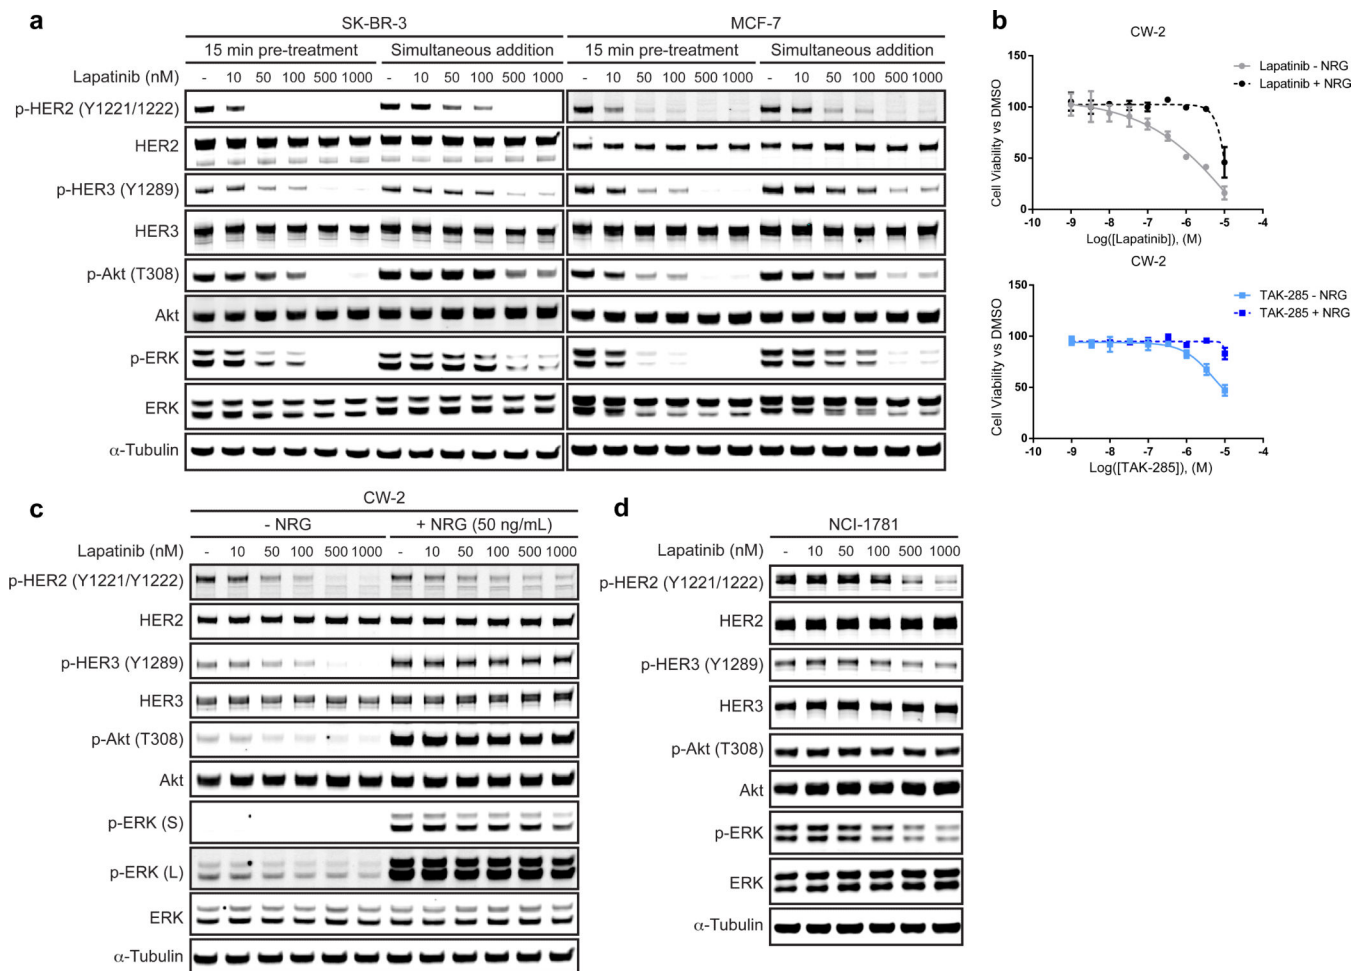 a
SK-BR-3 MCF-7
15 min pre-treatment Simultaneous addition 15 min pre-treatment Simultaneous addition
Lapatinib (nM) - 10 50 100 500 1000 - 10 50 100 500 1000 - 10 50 100 500 1000 - 10 50 100 500 1000
p-HER2 (Y1221/1222)
HER2
p-HER3 (Y1289)
HER3
p-Akt (T308)
Akt
p-ERK
ERK
α-Tubulin
b
CW-2
150
100
50
0
Cell Viability vs DMSO
Lapatinib - NRG
Lapatinib + NRG
-10 -9 -8 -7 -6 -5 -4
Log([Lapatinib]), (M)
CW-2
150
100
50
0
Cell Viability vs DMSO
TAK-285 - NRG
TAK-285 + NRG
-10 -9 -8 -7 -6 -5 -4
Log([TAK-285]), (M)
c
CW-2
- NRG + NRG (50 ng/mL)
Lapatinib (nM) - 10 50 100 500 1000 - 10 50 100 500 1000
p-HER2 (Y1221/Y1222)
HER2
p-HER3 (Y1289)
HER3
p-Akt (T308)
Akt
p-ERK (S)
p-ERK (L)
ERK
α-Tubulin
d
NCI-1781
Lapatinib (nM) - 10 50 100 500 1000
p-HER2 (Y1221/1222)
HER2
p-HER3 (Y1289)
HER3
p-Akt (T308)
Akt
p-ERK
ERK
α-Tubulin